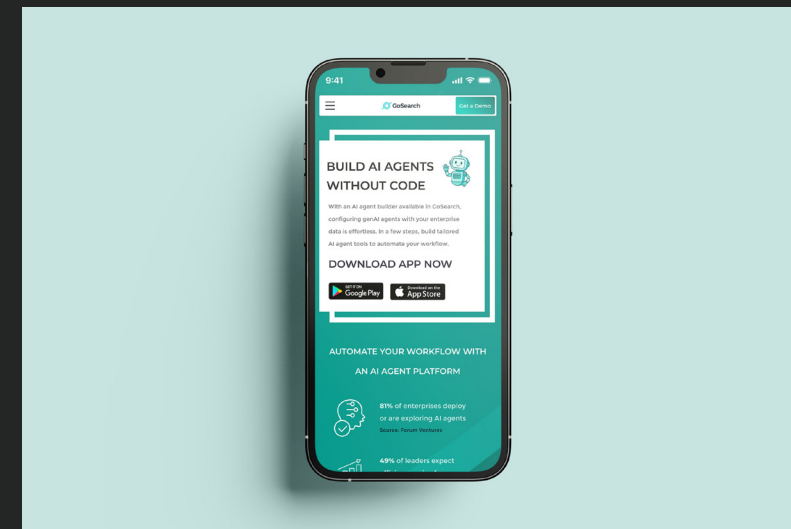 9:41
GoSearch
Get a Demo
BUILD AI AGENTS
WITHOUT CODE
With an AI agent builder available in GoSearch,
configuring genAI agents with your enterprise
data is effortless. In a few steps, build tailored
AI agent tools to automate your workflow.
DOWNLOAD APP NOW
GET IT ON
Google Play
Download on the
App Store
AUTOMATE YOUR WORKFLOW WITH
AN AI AGENT PLATFORM
81% of enterprises deploy
or are exploring AI agents
Source: Forum Ventures
49% of leaders expect